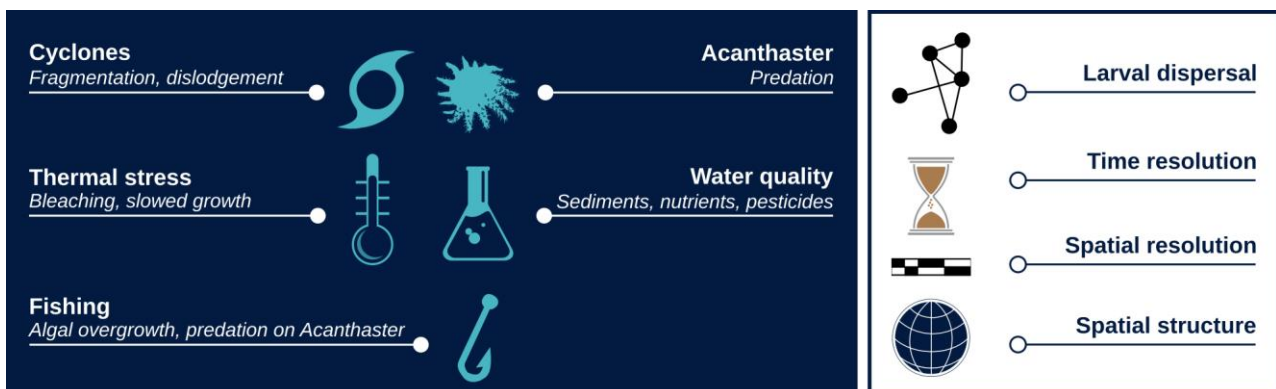 Cyclones
Fragmentation, dislodgement
Acanthaster
Predation
Thermal stress
Bleaching, slowed growth
Water quality
Sediments, nutrients, pesticides
Fishing
Algal overgrowth, predation on Acanthaster
Larval dispersal
Time resolution
Spatial resolution
Spatial structure